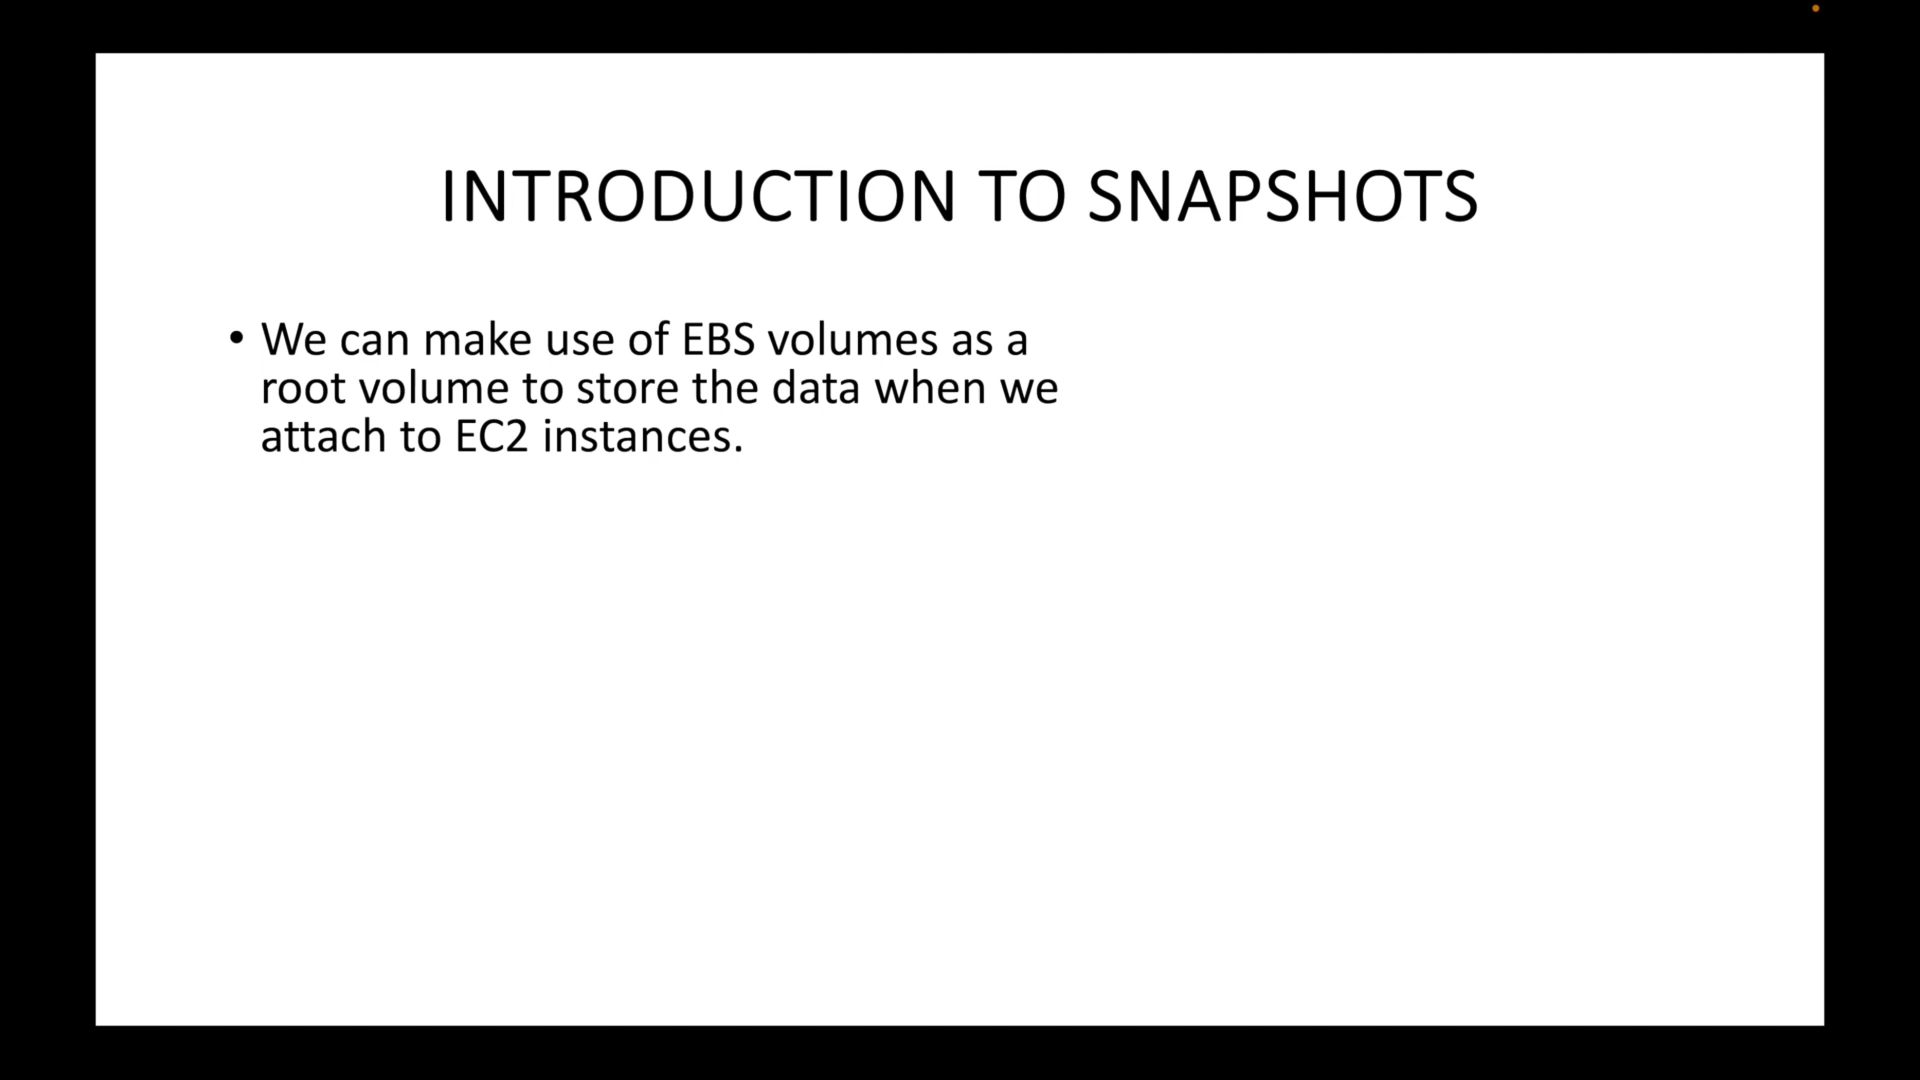 INTRODUCTION TO SNAPSHOTS
• We can make use of EBS volumes as a
root volume to store the data when we
attach to EC2 instances.